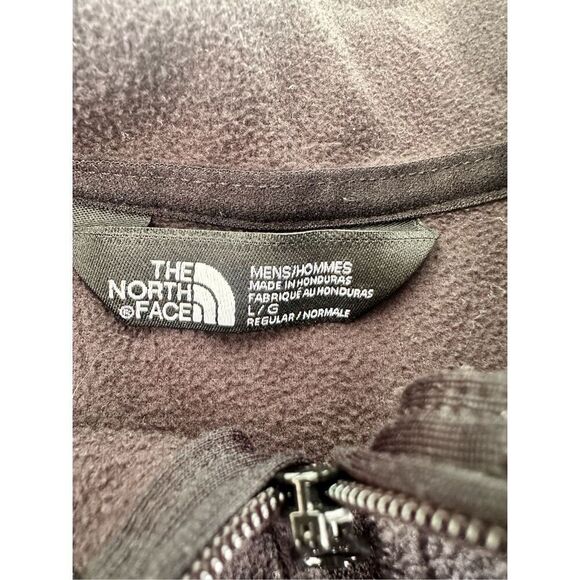 THE
NORTH
®FACE
MENS/HOMMES
MADE IN HONDURAS
FABRIQUÉ AU HONDURAS
L/G
REGULAR/NORMALE